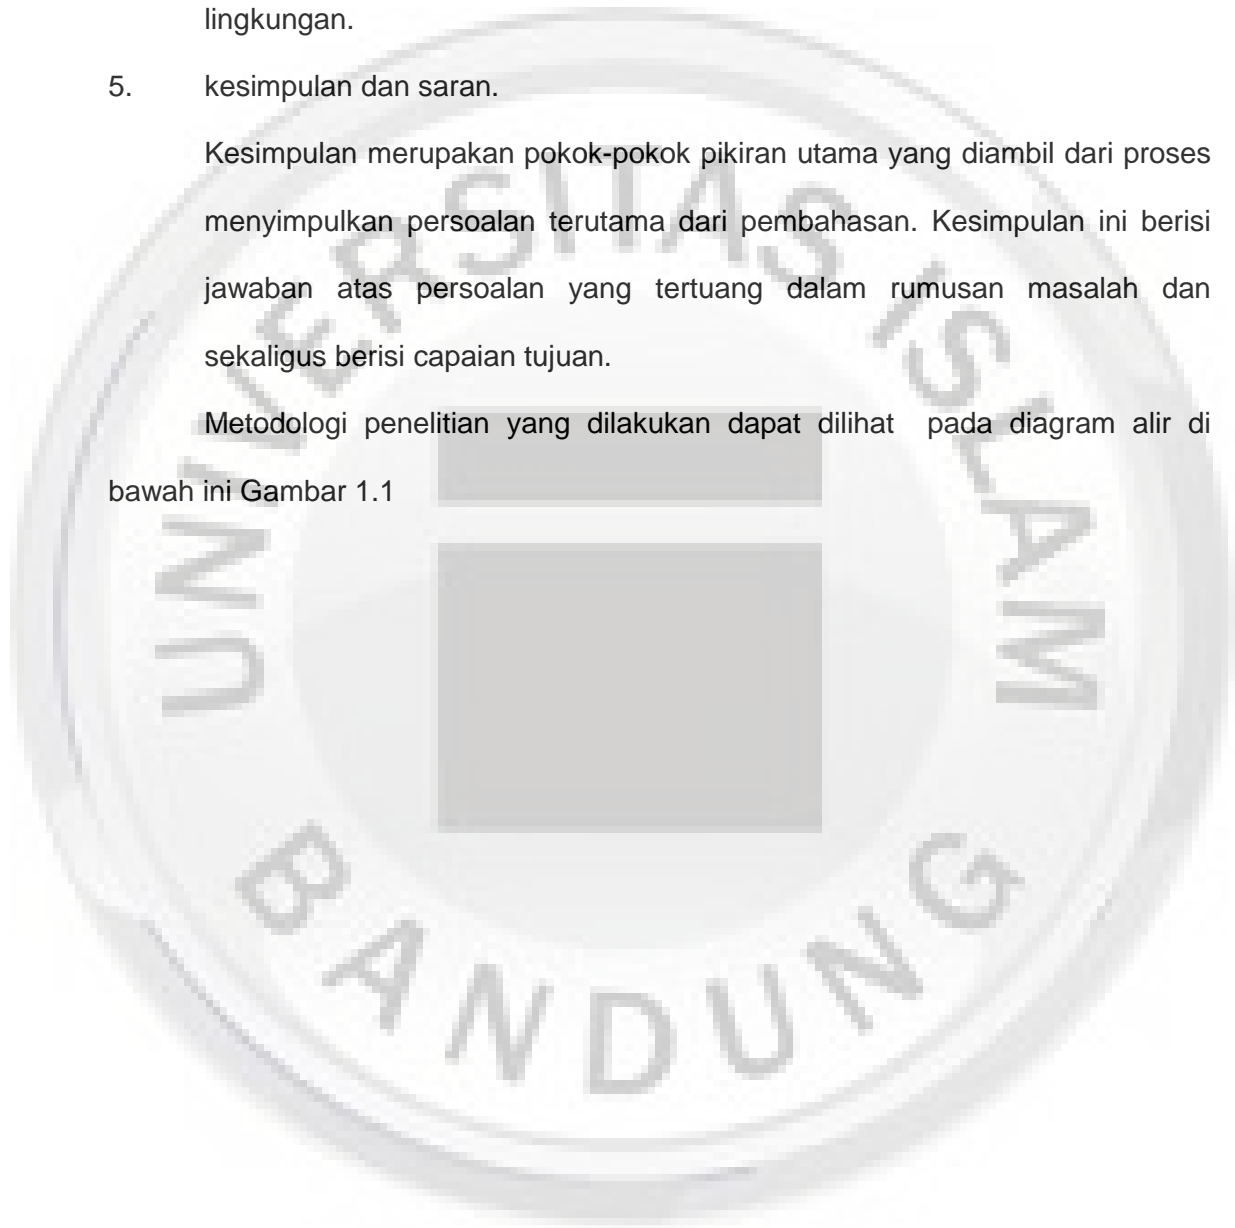 lingkungan.
5. kesimpulan dan saran.
Kesimpulan merupakan pokok-pokok pikiran utama yang diambil dari proses
menyimpulkan persoalan terutama dari pembahasan. Kesimpulan ini berisi
jawaban atas persoalan yang tertuang dalam rumusan masalah dan
sekaligus berisi capaian tujuan.
Metodologi penelitian yang dilakukan dapat dilihat pada diagram alir di
bawah ini Gambar 1.1
UNIVERSITAS ISLAM
BANDUNG